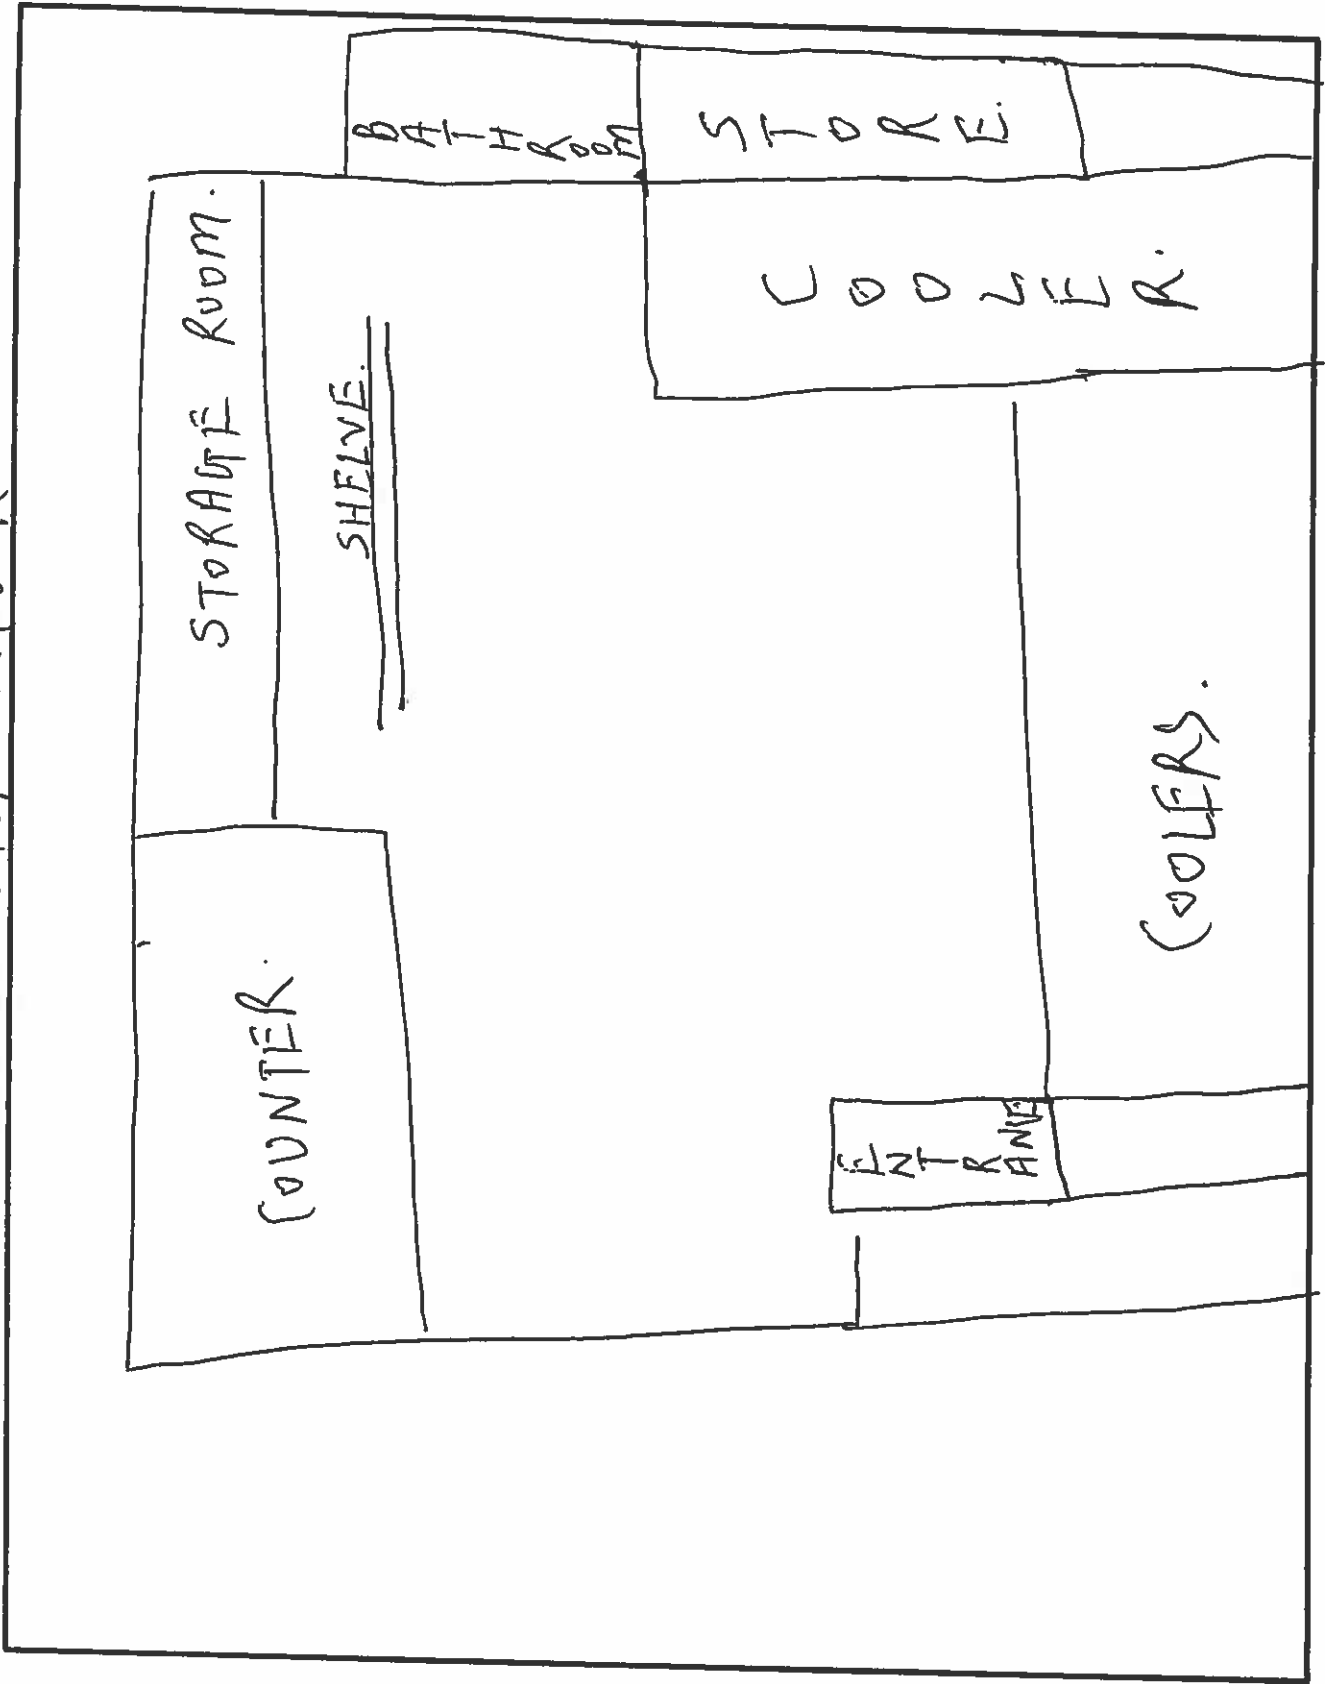 BATHROOM
STORE.
STORAGE ROOM.
COOLER.
SHELVE.
COOLERS.
COUNTER.
ENTRANCE